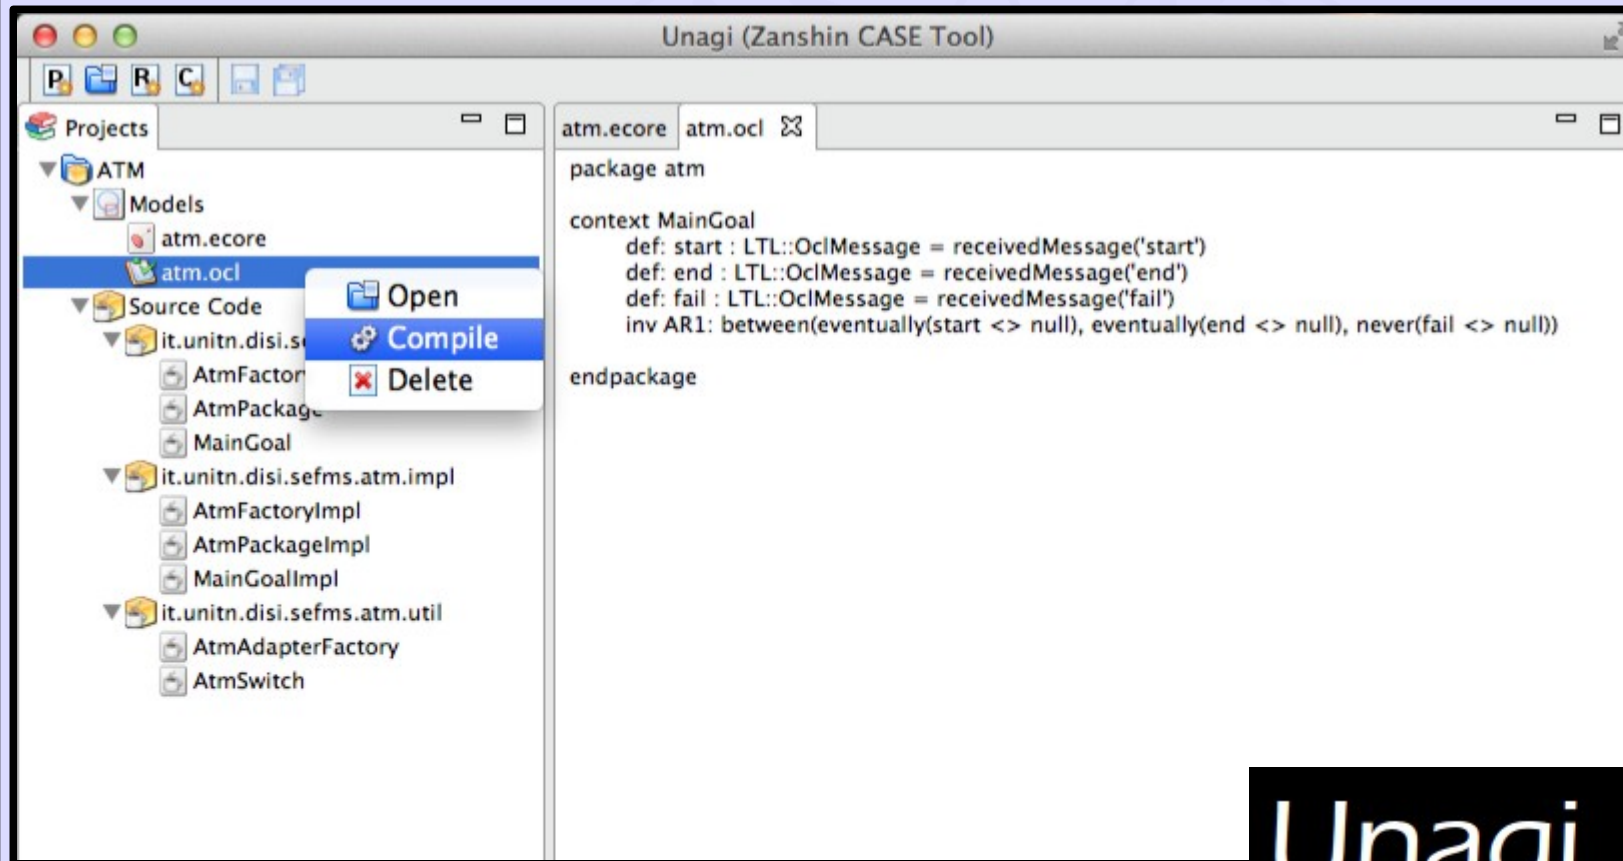 Unagi (Zanshin CASE Tool)
P R C
Projects
ATM
Models
atm.ecore
atm.ocl
Source Code
it.unitn.disi.s
AtmFactor
AtmPackage
MainGoal
it.unitn.disi.sefms.atm.impl
AtmFactoryImpl
AtmPackageImpl
MainGoalImpl
it.unitn.disi.sefms.atm.util
AtmAdapterFactory
AtmSwitch
Open
Compile
Delete
atm.ecore atm.ocl
package atm
context MainGoal
def: start : LTL::OclMessage = receivedMessage('start')
def: end : LTL::OclMessage = receivedMessage('end')
def: fail : LTL::OclMessage = receivedMessage('fail')
inv AR1: between(eventually(start <> null), eventually(end <> null), never(fail <> null))
endpackage
Unagi